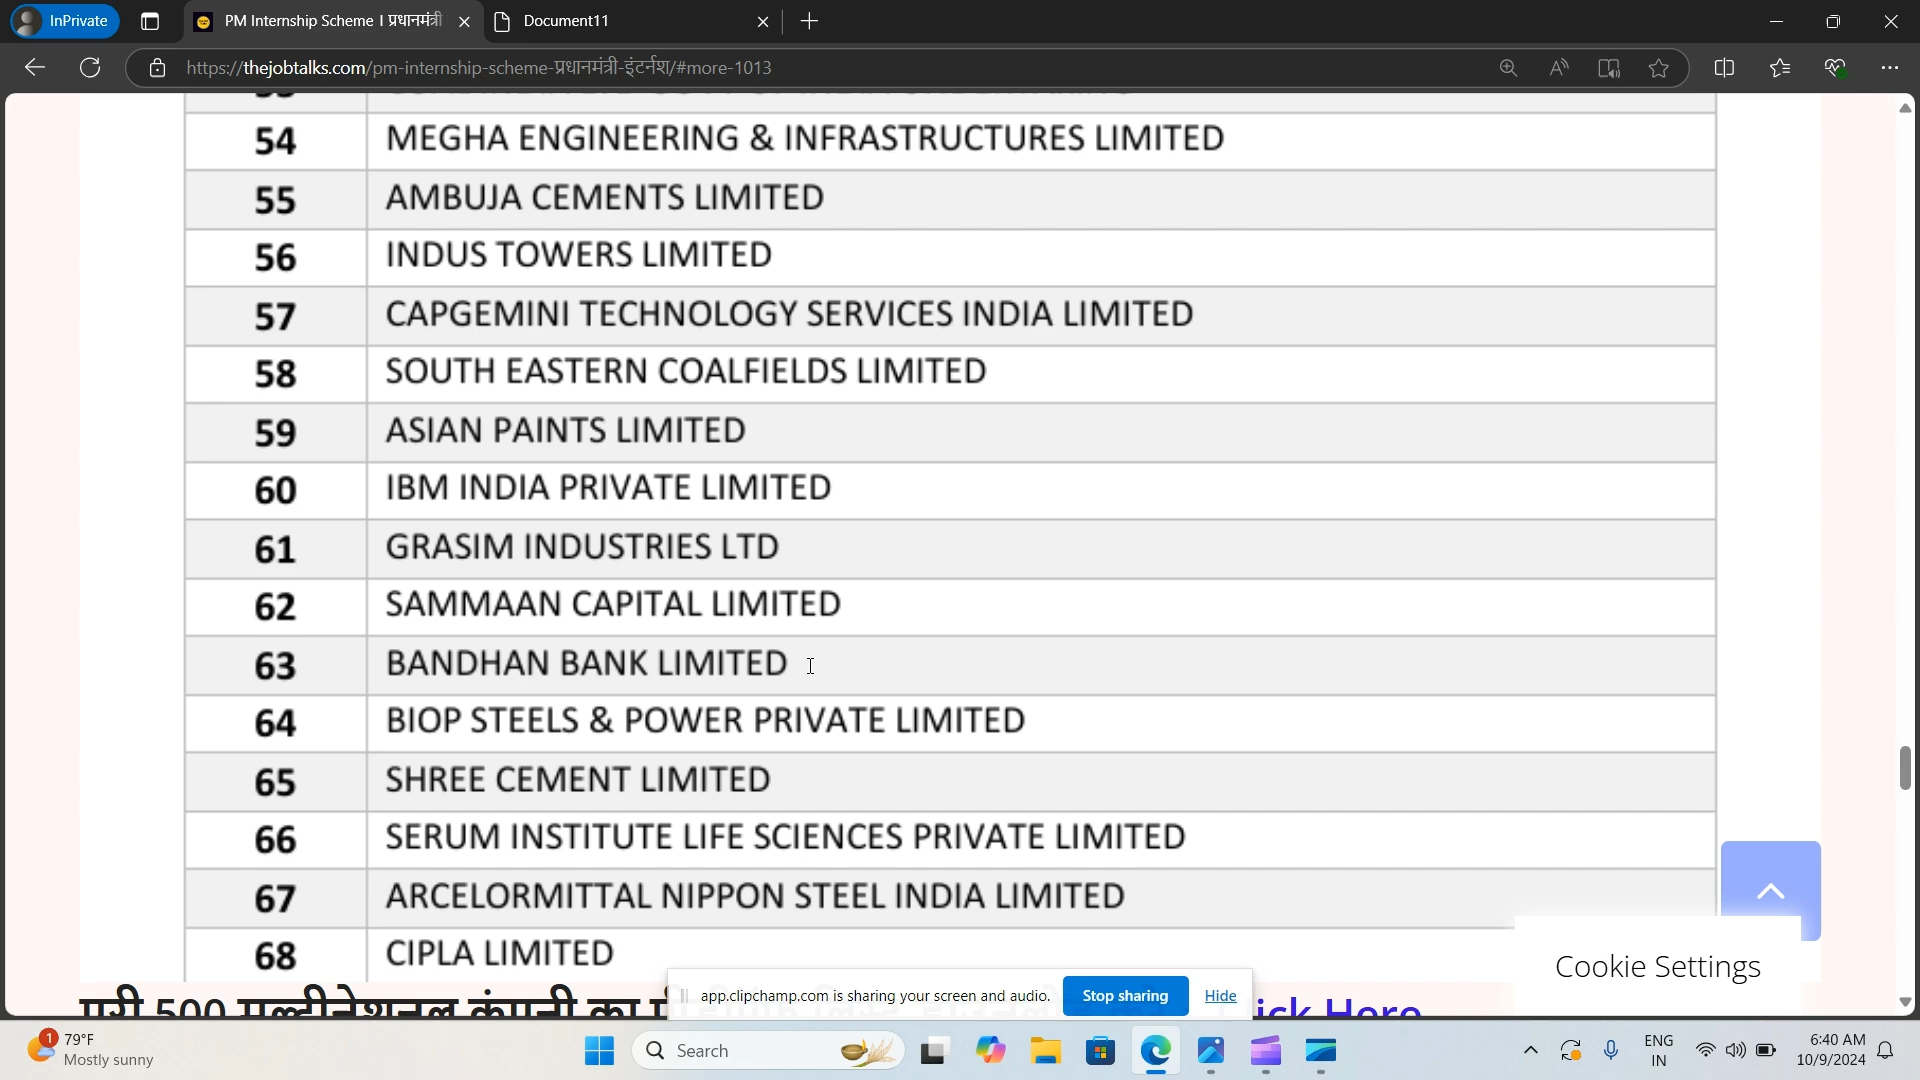 InPrivate
PM Internship Scheme I प्रधानमंत्री
Document11
https://thejobtalks.com/pm-internship-scheme-प्रधानमंत्री-इंटर्नश/#more-1013
54 MEGHA ENGINEERING & INFRASTRUCTURES LIMITED
55 AMBUJA CEMENTS LIMITED
56 INDUS TOWERS LIMITED
57 CAPGEMINI TECHNOLOGY SERVICES INDIA LIMITED
58 SOUTH EASTERN COALFIELDS LIMITED
59 ASIAN PAINTS LIMITED
60 IBM INDIA PRIVATE LIMITED
61 GRASIM INDUSTRIES LTD
62 SAMMAAN CAPITAL LIMITED
63 BANDHAN BANK LIMITED
64 BIOP STEELS & POWER PRIVATE LIMITED
65 SHREE CEMENT LIMITED
66 SERUM INSTITUTE LIFE SCIENCES PRIVATE LIMITED
67 ARCELORMITTAL NIPPON STEEL INDIA LIMITED
68 CIPLA LIMITED
Cookie Settings
500
app.clipchamp.com is sharing your screen and audio. Stop sharing Hide
1 79°F
Mostly sunny
Search
ENG
IN
6:40 AM
10/9/2024